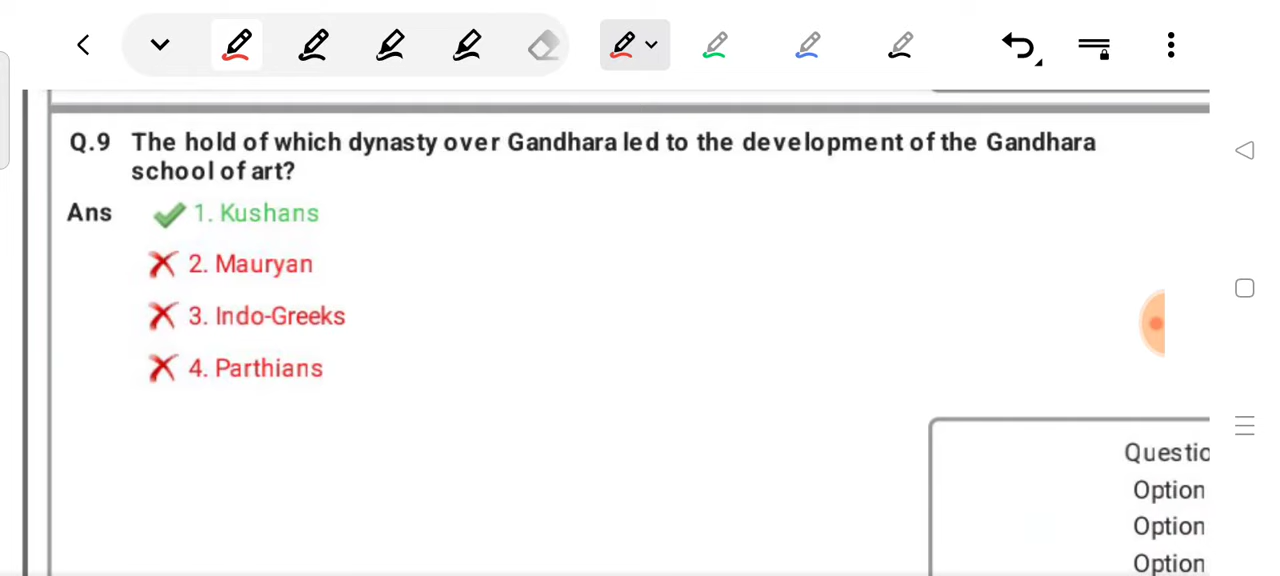 Q.9 The hold of which dynasty over Gandhara led to the development of the Gandhara
school of art?
Ans 1. Kushans
2. Mauryan
3. Indo-Greeks
4. Parthians
Questio
Option
Option
Option